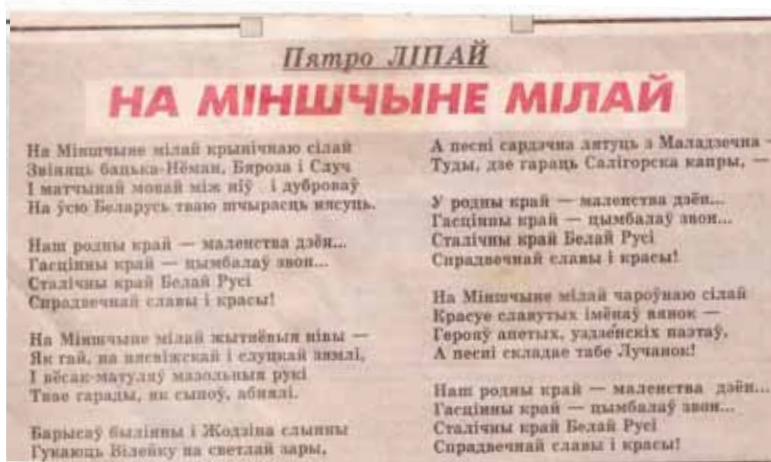 Пятро ЛІПАЙ
НА МІНШЧЫНЕ МІЛАЙ
На Міншчыне мілай крынічнаю сілай
Звіняць бацька-Нёман, Бяроза і Случ
І матчынай мовай між ніў і дуброваў
На ўсю Беларусь тваю шчырасць нясуць.
Наш родны край — маленства дзён...
Гасцінны край — цымбалаў звон...
Сталічны край Белай Русі
Спрадвечнай славы і красы!
На Міншчыне мілай жытнёвыя нівы —
Як гай, на нясвіжскай і слуцкай зямлі,
І вёсак-матуляў мазольныя рукі
Твае гарады, як сыноў, абнялі.
Барысаў былінны і Жодзіна слынны
Гукаюць Вілейку на светлай зары,
А песні сардэчна лятуць з Маладзечна —
Туды, дзе гараць Салігорска капры, —
У родны край — маленства дзён...
Гасцінны край — цымбалаў звон...
Сталічны край Белай Русі
Спрадвечнай славы і красы!
На Міншчыне мілай чароўнаю сілай
Красуе славутых імёнаў вянок —
Герояў апетых, уздзенскіх паэтаў,
А песні складае табе Лучанок!
Наш родны край — маленства дзён...
Гасцінны край — цымбалаў звон...
Сталічны край Белай Русі
Спрадвечнай славы і красы!